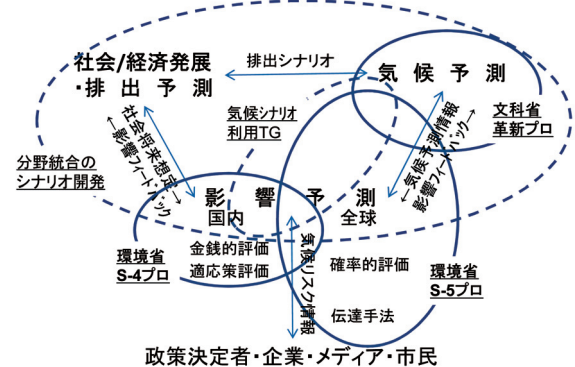 社会/経済発展
・排出予測
排出シナリオ
気候予測
文科省
革新プロ
気候シナリオ
利用TG
社会将来想定→
←影響フィードバック
←気候予測情報
影響フィードバック→
分野統合の
シナリオ開発
影響予測
国内
全球
環境省
S-4プロ
金銭的評価
適応策評価
気候リスク情報
確率的評価
伝達手法
環境省
S-5プロ
政策決定者・企業・メディア・市民